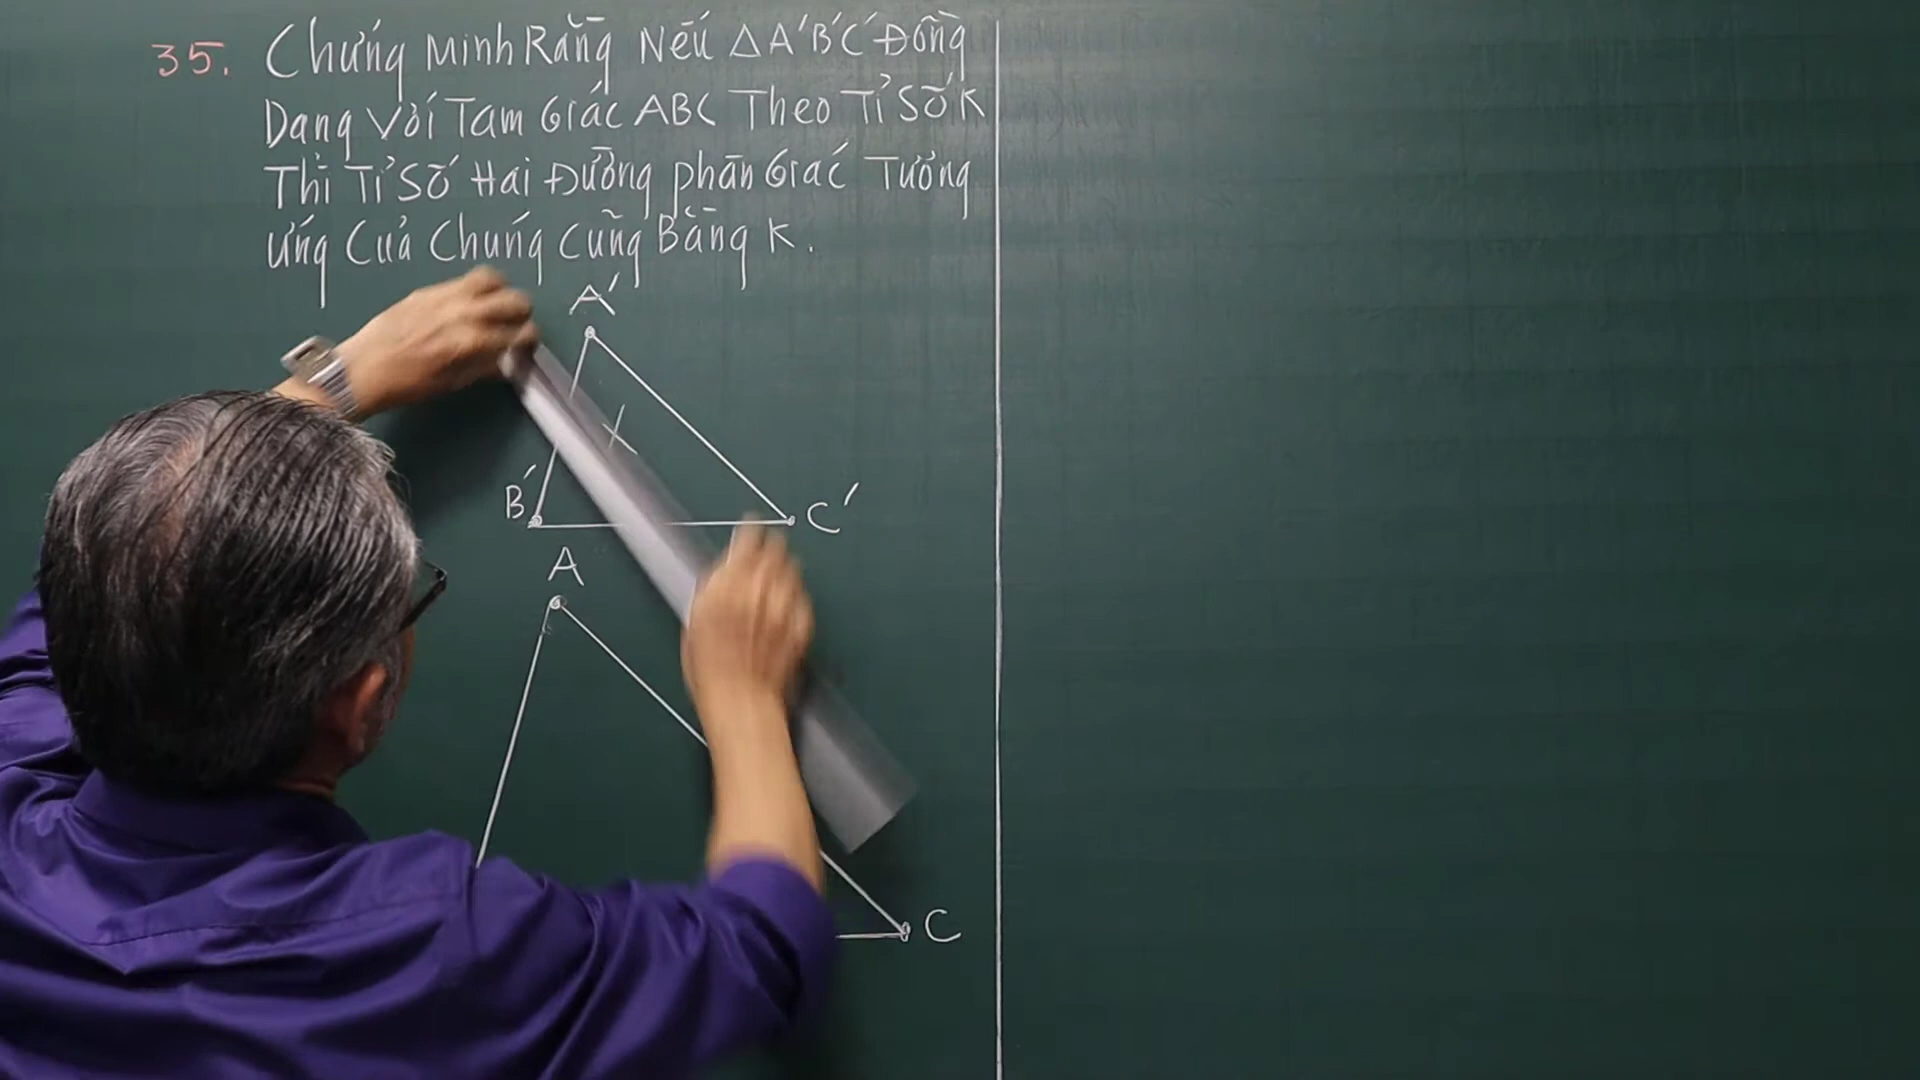 35. Chứng Minh Rằng Nếu △A'B'C' Đồng
Dạng Với Tam Giác ABC Theo Tỉ Số K
Thì Tỉ Số Hai Đường phân Giác Tương
ứng Của Chúng Cũng Bằng K.
A'
B' C'
A
C